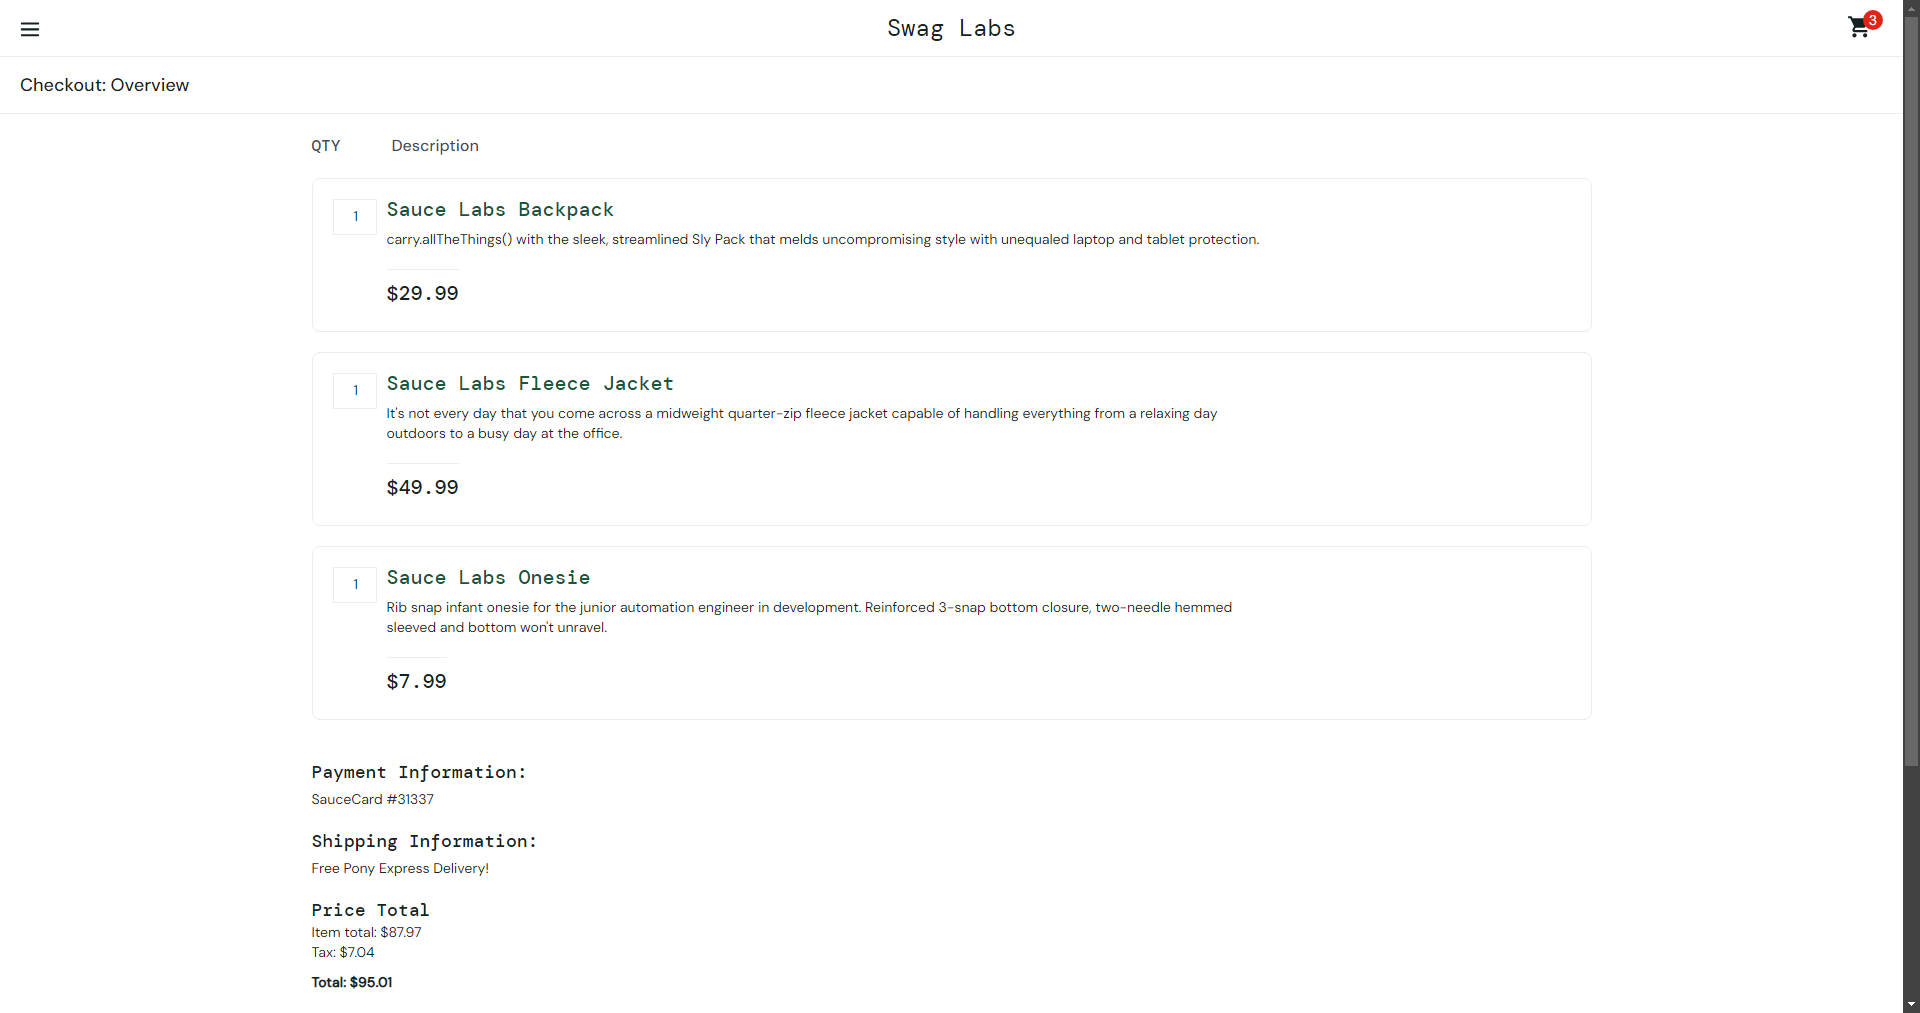 Swag Labs
3
Checkout: Overview
QTY Description
1
Sauce Labs Backpack
carry.allTheThings() with the sleek, streamlined Sly Pack that melds uncompromising style with unequaled laptop and tablet protection.
$29.99
1
Sauce Labs Fleece Jacket
It's not every day that you come across a midweight quarter-zip fleece jacket capable of handling everything from a relaxing day
outdoors to a busy day at the office.
$49.99
1
Sauce Labs Onesie
Rib snap infant onesie for the junior automation engineer in development. Reinforced 3-snap bottom closure, two-needle hemmed
sleeved and bottom won't unravel.
$7.99
Payment Information:
SauceCard #31337
Shipping Information:
Free Pony Express Delivery!
Price Total
Item total: $87.97
Tax: $7.04
Total: $95.01